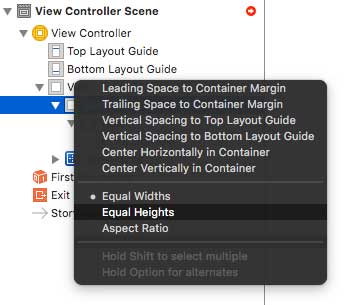 View Controller Scene
View Controller
Top Layout Guide
Bottom Layout Guide
Leading Space to Container Margin
Trailing Space to Container Margin
Vertical Spacing to Top Layout Guide
Vertical Spacing to Bottom Layout Guide
Center Horizontally in Container
Center Vertically in Container
Equal Widths
Equal Heights
Aspect Ratio
Hold Shift to select multiple
Hold Option for alternates
First
Exit